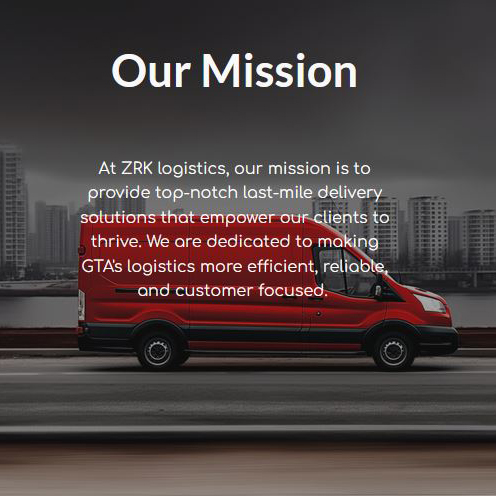 Our Mission
At ZRK logistics, our mission is to
provide top-notch last-mile delivery
solutions that empower our clients to
thrive. We are dedicated to making
GTA's logistics more efficient, reliable,
and customer focused.